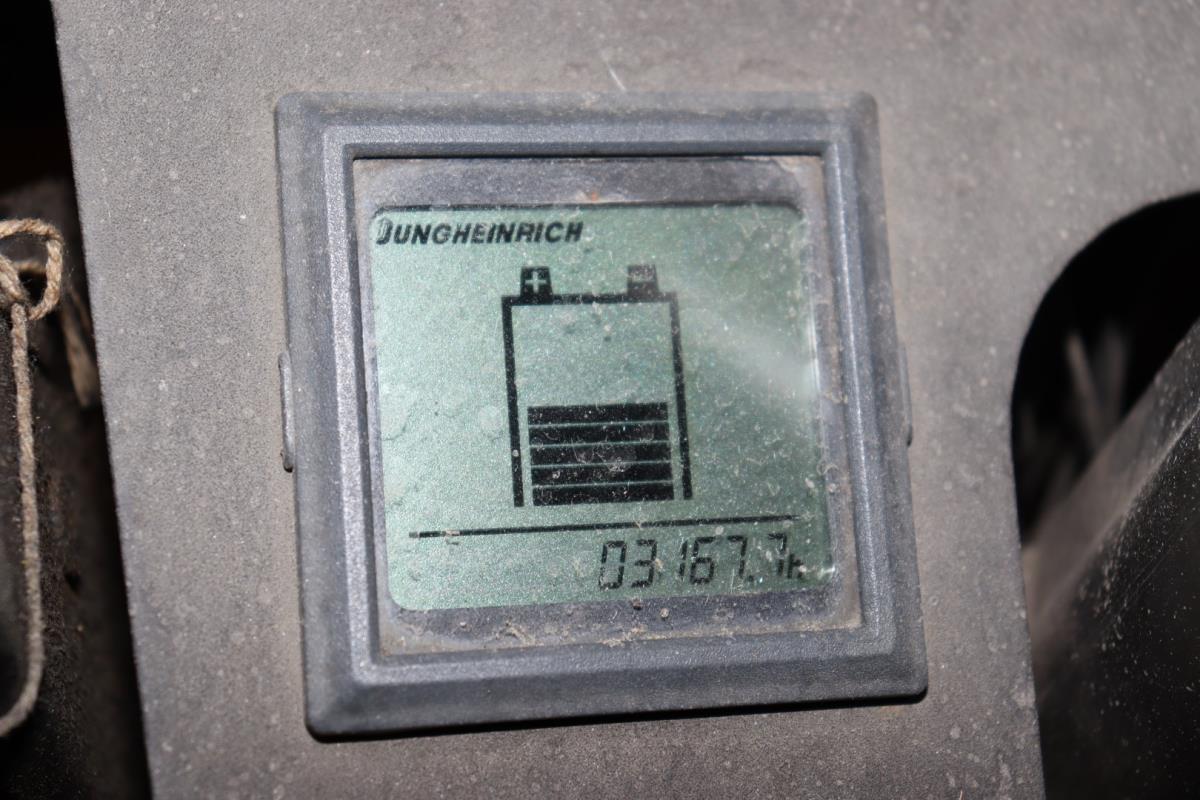 JUNGHEINRICH
+ -
03167.7h